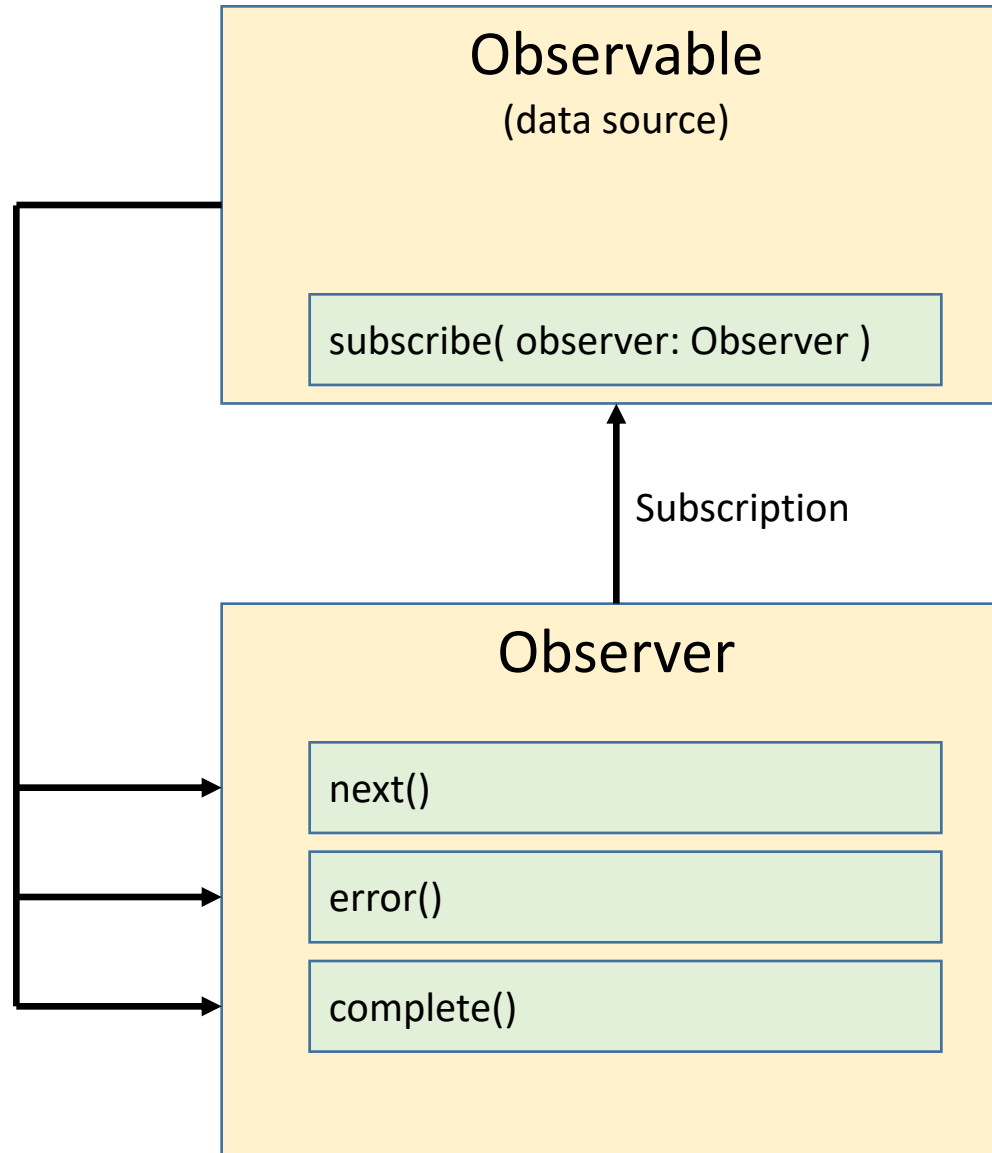 Observable
(data source)
subscribe( observer: Observer )
Subscription
Observer
next()
error()
complete()